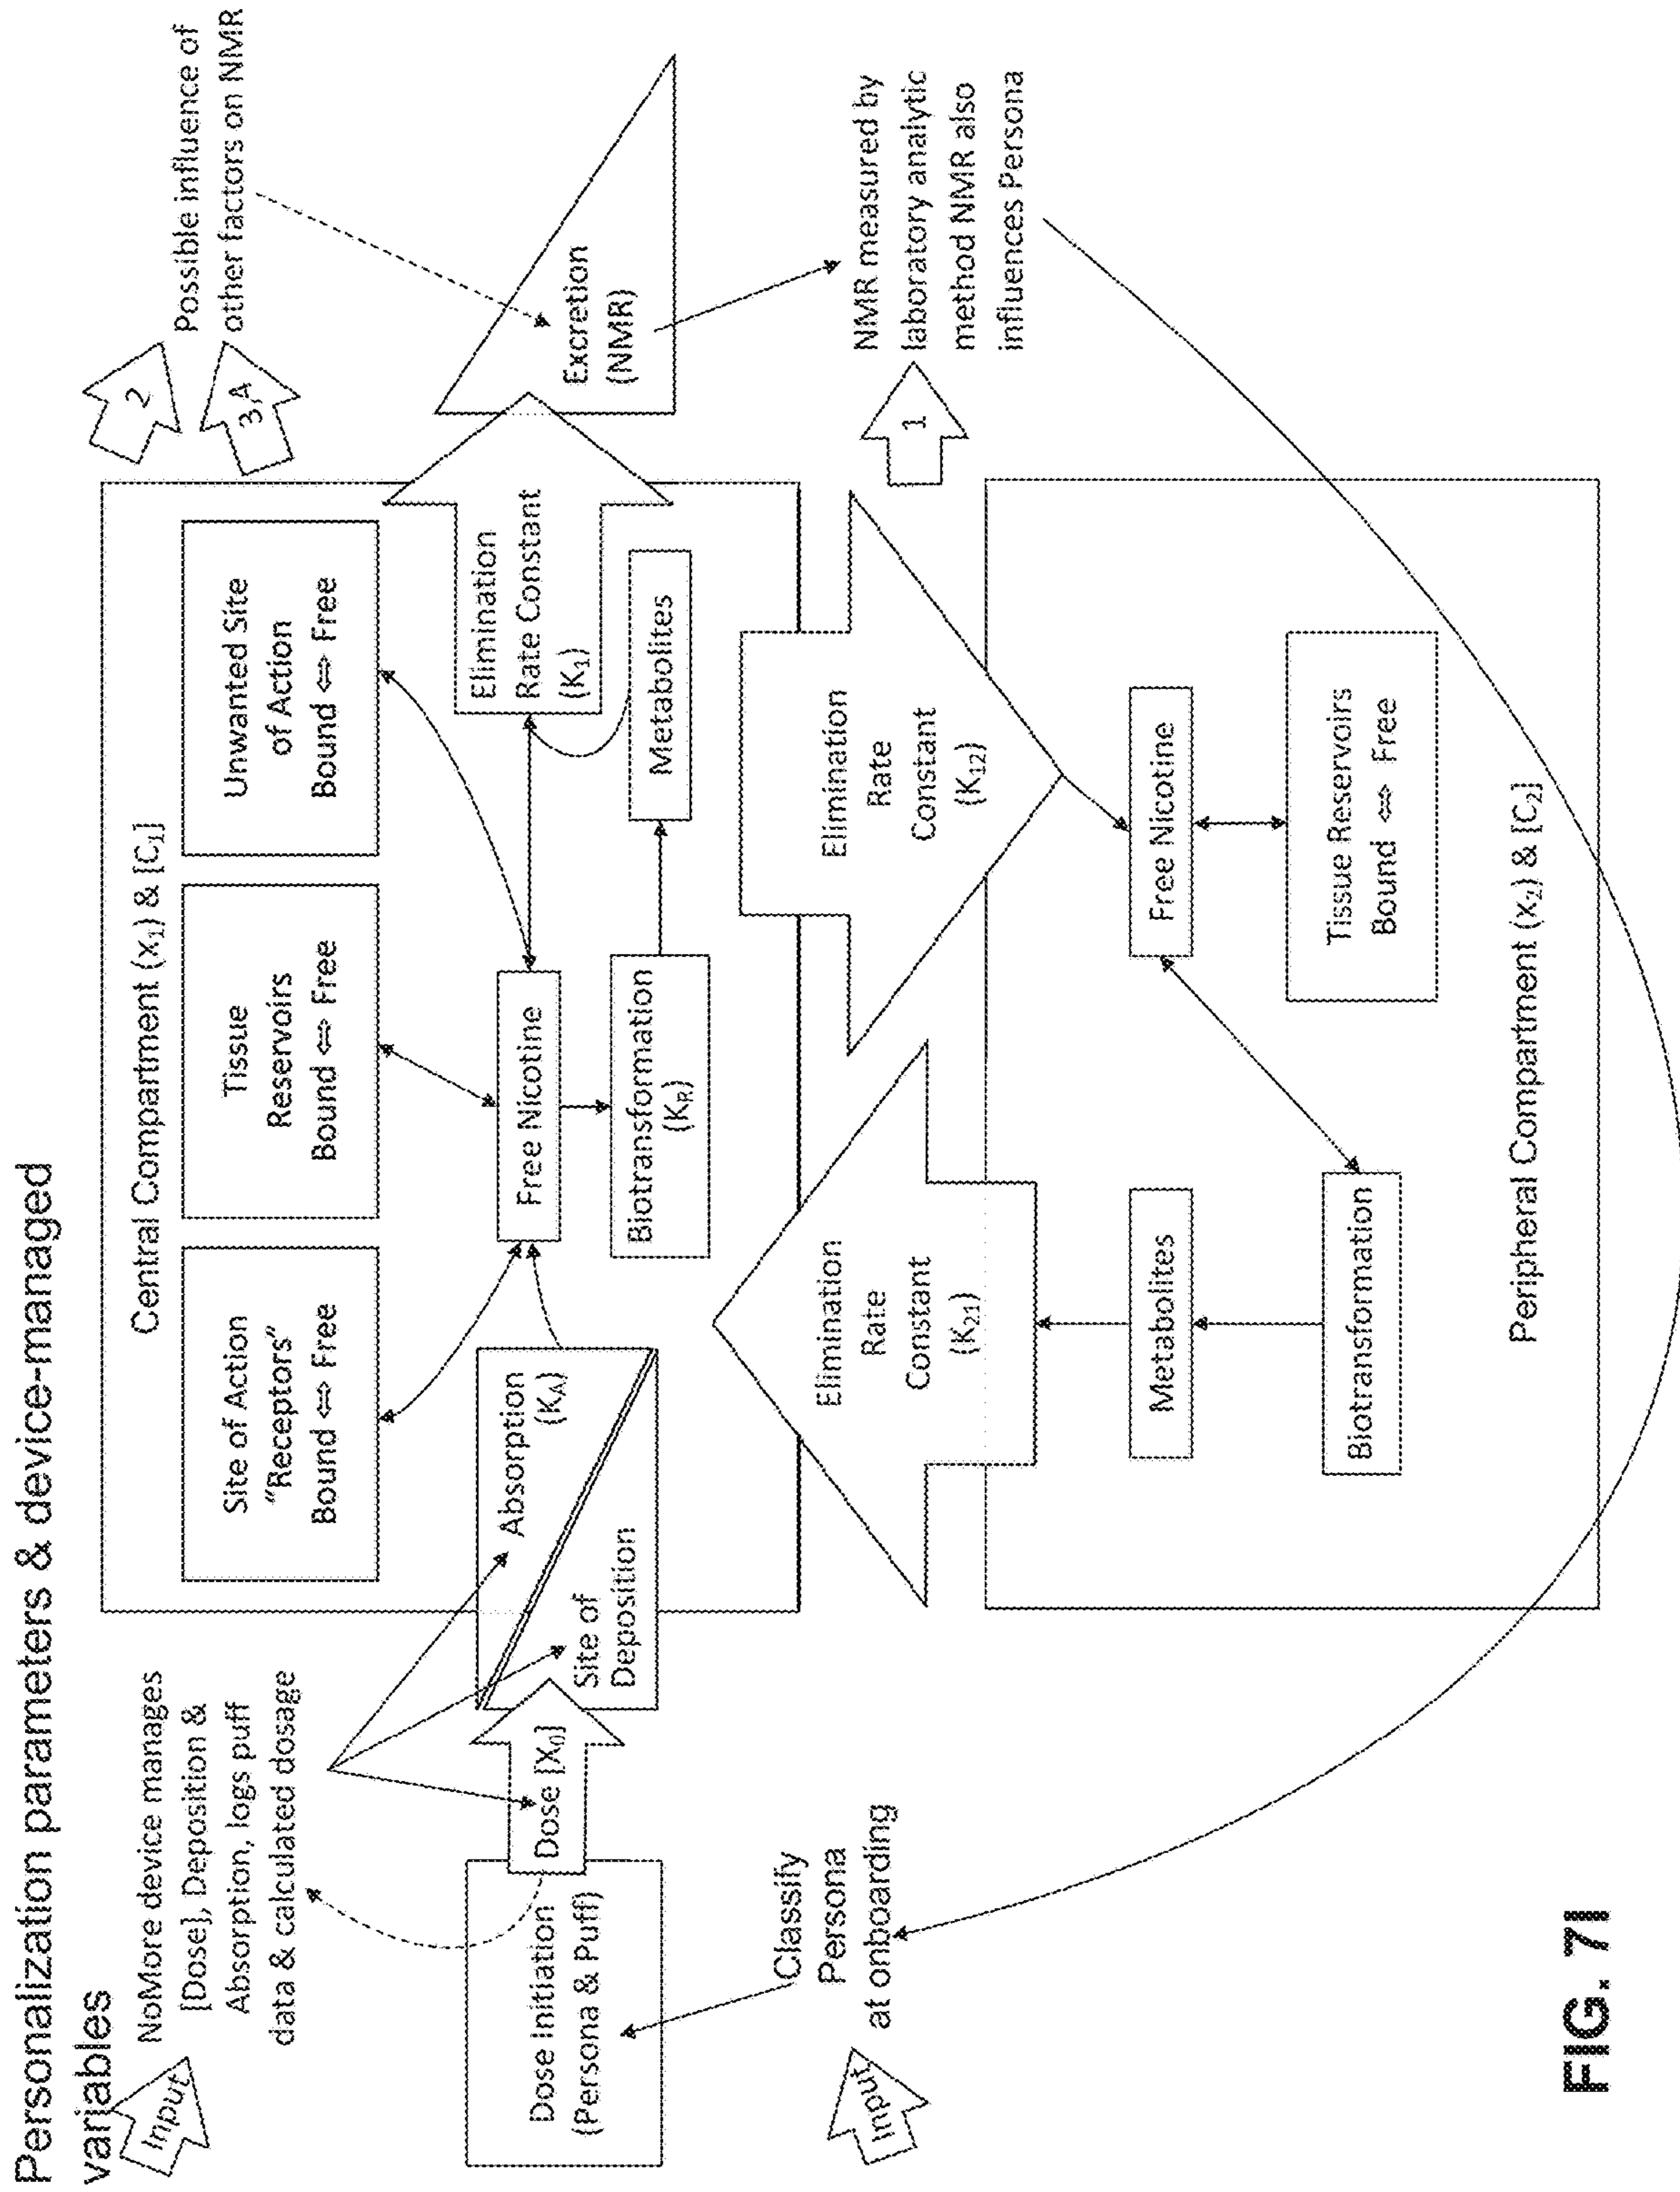 Personalization parameters & device-managed
variables
Input
NoMore device manages
[Dose], Deposition &
Absorption, logs puff
data & calculated dosage
Dose Initiation
(Persona & Puff)
Dose [X₀]
Input
Classify
Persona
at onboarding
Site of
Deposition
Absorption
(K_A)
Central Compartment (x₁) & [C₁]
Site of Action
"Receptors"
Bound ⇔ Free
Tissue
Reservoirs
Bound ⇔ Free
Unwanted Site
of Action
Bound ⇔ Free
Free Nicotine
Biotransformation
(K_R)
Metabolites
Elimination
Rate Constant
(K₁)
Excretion
(NMR)
2
3,A
Possible influence of
other factors on NMR
1
NMR measured by
laboratory analytic
method NMR also
influences Persona
Elimination
Rate
Constant
(K₂₁)
Elimination
Rate
Constant
(K₁₂)
Metabolites
Biotransformation
Free Nicotine
Tissue Reservoirs
Bound ⇔ Free
Peripheral Compartment (x₂) & [C₂]
FIG. 7I